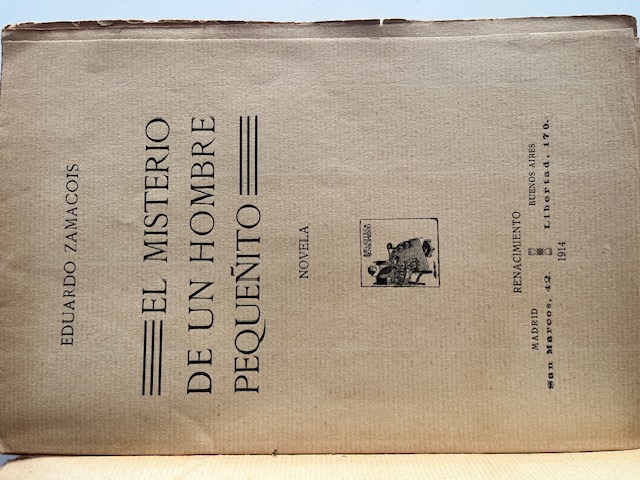 EDUARDO ZAMACOIS
EL MISTERIO
DE UN HOMBRE
PEQUEÑITO
NOVELA
RENACIMIENTO
MADRID BUENOS AIRES
San Marcos, 42. Libertad, 170.
1914